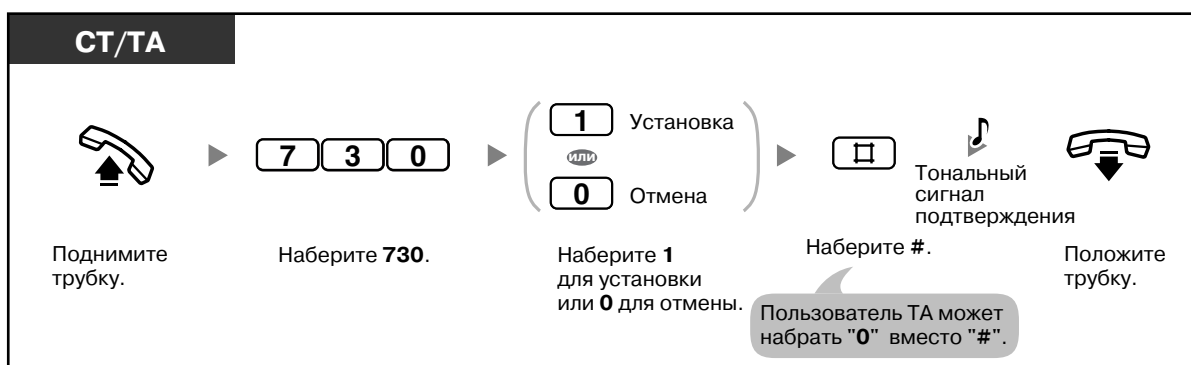 СТ/ТА
7 3 0
1 Установка
или
0 Отмена
#
Тональный
сигнал
подтверждения
Поднимите
трубку.
Наберите 730.
Наберите 1
для установки
или 0 для отмены.
Наберите #.
Положите
трубку.
Пользователь ТА может
набрать "0" вместо "#".